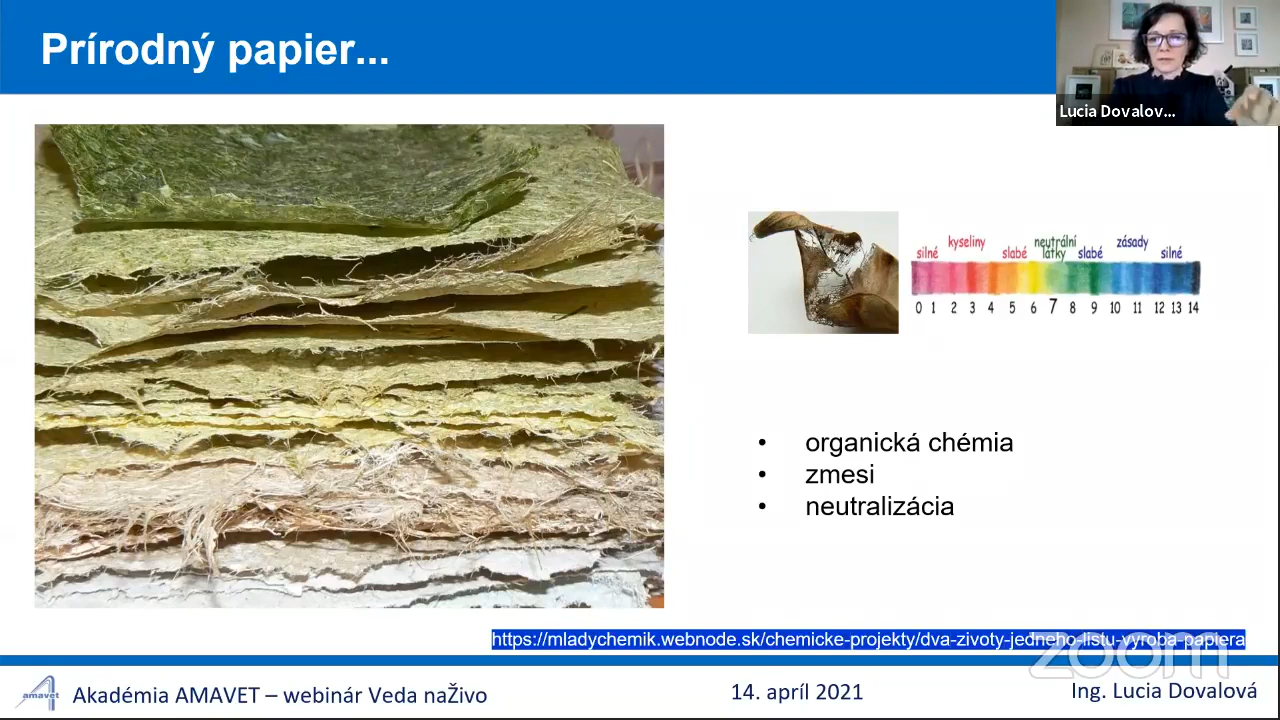 Prírodný papier...
Lucia Dovalov...
silné
kyseliny
slabé
neutrální
látky
slabé
zásady
silné
0 1 2 3 4 5 6 7 8 9 10 11 12 13 14
• organická chémia
• zmesi
• neutralizácia
https://mladychemik.webnode.sk/chemicke-projekty/dva-zivoty-jedneho-listu-vyroba-papiera
zoom
amavet
Akadémia AMAVET – webinár Veda naŽivo
14. apríl 2021
Ing. Lucia Dovalová